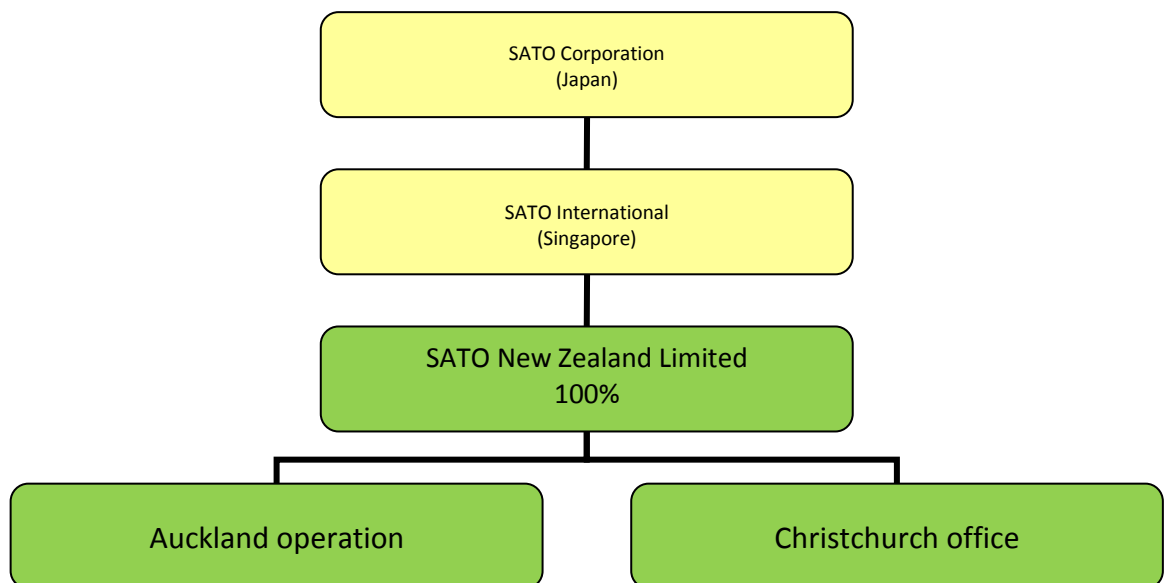 SATO Corporation
(Japan)
SATO International
(Singapore)
SATO New Zealand Limited
100%
Auckland operation
Christchurch office